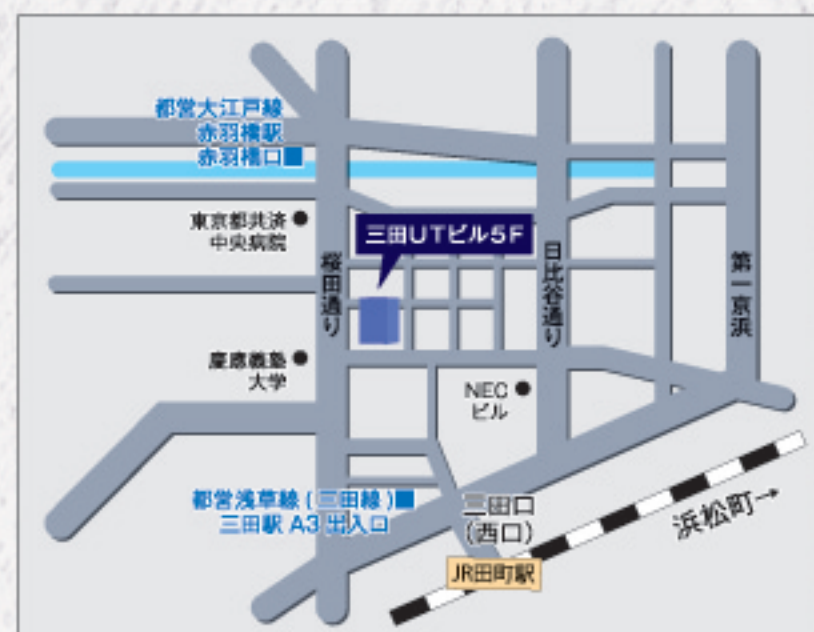 都営大江戸線
赤羽橋駅
赤羽橋口
東京都共済
中央病院
三田UTビル5F
桜田通り
日比谷通り
第一京浜
慶應義塾
大学
NEC
ビル
都営浅草線(三田線)
三田駅 A3 出入口
三田口
(西口)
JR田町駅
浜松町→